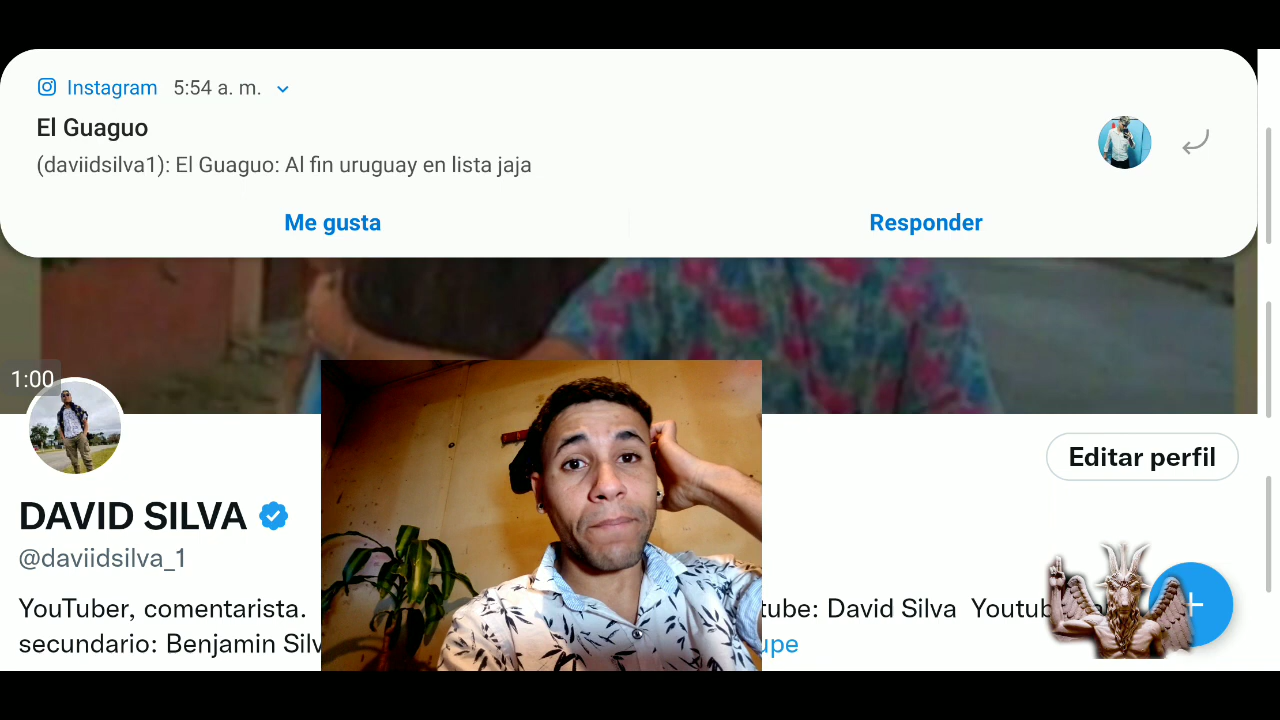 Instagram 5:54 a. m.
El Guaguo
(daviidsilva1): El Guaguo: Al fin uruguay en lista jaja
Me gusta
Responder
1:00
Editar perfil
DAVID SILVA
@daviidsilva_1
YouTuber, comentarista. tube: David Silva Youtub
secundario: Benjamin Silv upe